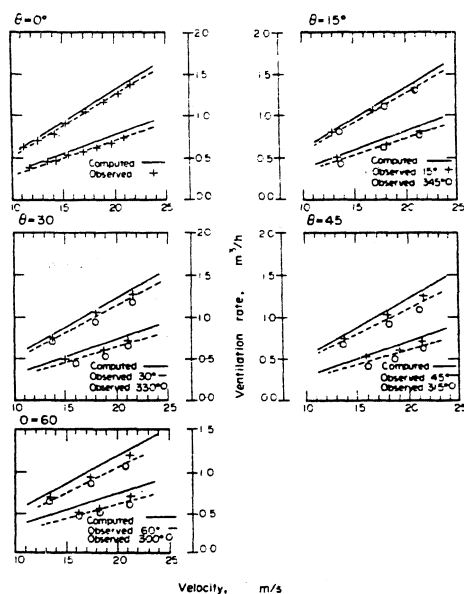 θ=0°
2.0
1.5
1.0
0.5
0.0
Computed
Observed
10 15 20 25
θ=15°
2.0
1.5
1.0
0.5
0.0
Computed
Observed 15°
Observed 345°
10 15 20 25
θ=30
2.0
1.5
1.0
0.5
0.0
Computed
Observed 30°
Observed 330°
10 15 20 25
Ventilation rate, m³/h
θ=45
2.0
1.5
1.0
0.5
0.0
Computed
Observed 45°
Observed 315°
10 15 20 25
θ=60
1.5
1.0
0.5
0.0
Computed
Observed 60°
Observed 300°
10 15 20 25
Velocity, m/s